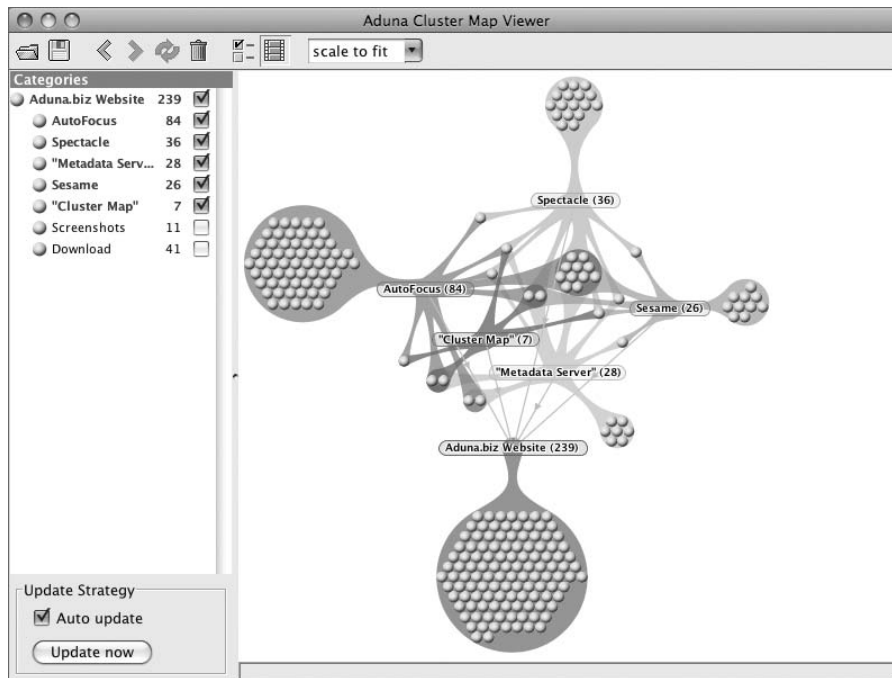 Aduna Cluster Map Viewer
scale to fit
Categories
Aduna.biz Website 239
AutoFocus 84
Spectacle 36
"Metadata Serv... 28
Sesame 26
"Cluster Map" 7
Screenshots 11
Download 41
Spectacle (36)
AutoFocus (84)
Sesame (26)
"Cluster Map" (7)
"Metadata Server" (28)
Aduna.biz Website (239)
Update Strategy
Auto update
Update now